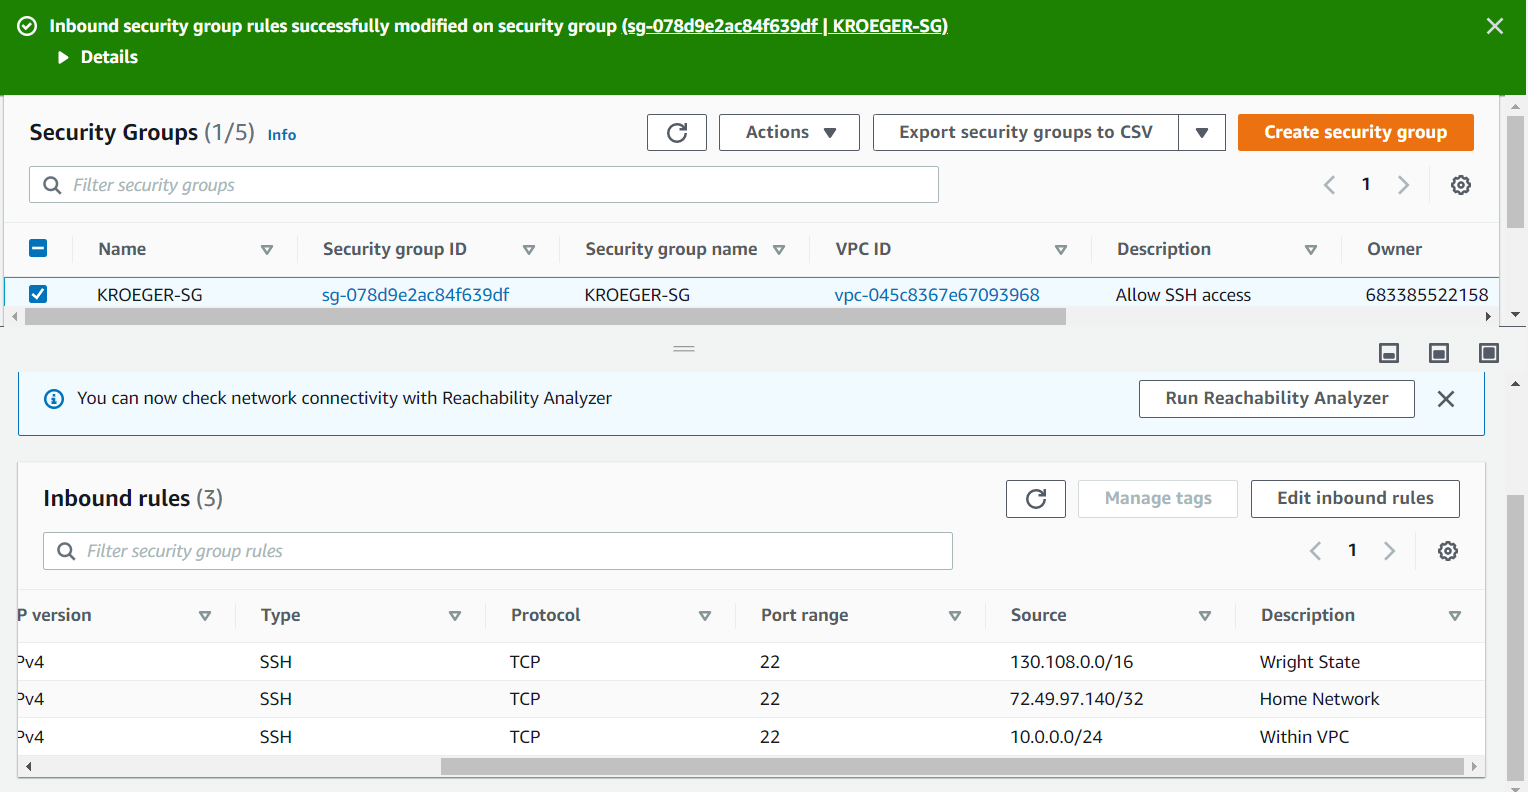 Inbound security group rules successfully modified on security group (sg-078d9e2ac84f639df | KROEGER-SG)
Details
Security Groups (1/5) Info
Actions
Export security groups to CSV
Create security group
Filter security groups
1
Name Security group ID Security group name VPC ID Description Owner
KROEGER-SG sg-078d9e2ac84f639df KROEGER-SG vpc-045c8367e67093968 Allow SSH access 683385522158
You can now check network connectivity with Reachability Analyzer
Run Reachability Analyzer
Inbound rules (3)
Manage tags
Edit inbound rules
Filter security group rules
1
P version Type Protocol Port range Source Description
Pv4 SSH TCP 22 130.108.0.0/16 Wright State
Pv4 SSH TCP 22 72.49.97.140/32 Home Network
Pv4 SSH TCP 22 10.0.0.0/24 Within VPC